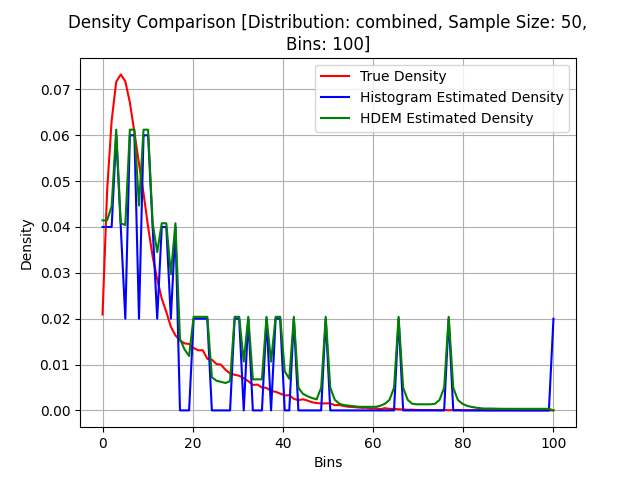 Density Comparison [Distribution: combined, Sample Size: 50,
Bins: 100]
True Density
Histogram Estimated Density
HDEM Estimated Density
Density
0.07
0.06
0.05
0.04
0.03
0.02
0.01
0.00
0 20 40 60 80 100
Bins